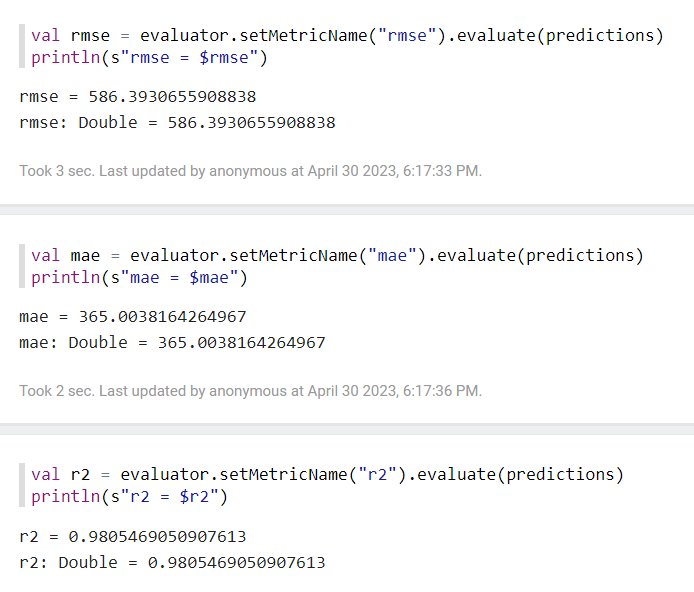 val rmse = evaluator.setMetricName("rmse").evaluate(predictions)
println(s"rmse = $rmse")
rmse = 586.3930655908838
rmse: Double = 586.3930655908838
Took 3 sec. Last updated by anonymous at April 30 2023, 6:17:33 PM.
val mae = evaluator.setMetricName("mae").evaluate(predictions)
println(s"mae = $mae")
mae = 365.0038164264967
mae: Double = 365.0038164264967
Took 2 sec. Last updated by anonymous at April 30 2023, 6:17:36 PM.
val r2 = evaluator.setMetricName("r2").evaluate(predictions)
println(s"r2 = $r2")
r2 = 0.9805469050907613
r2: Double = 0.9805469050907613